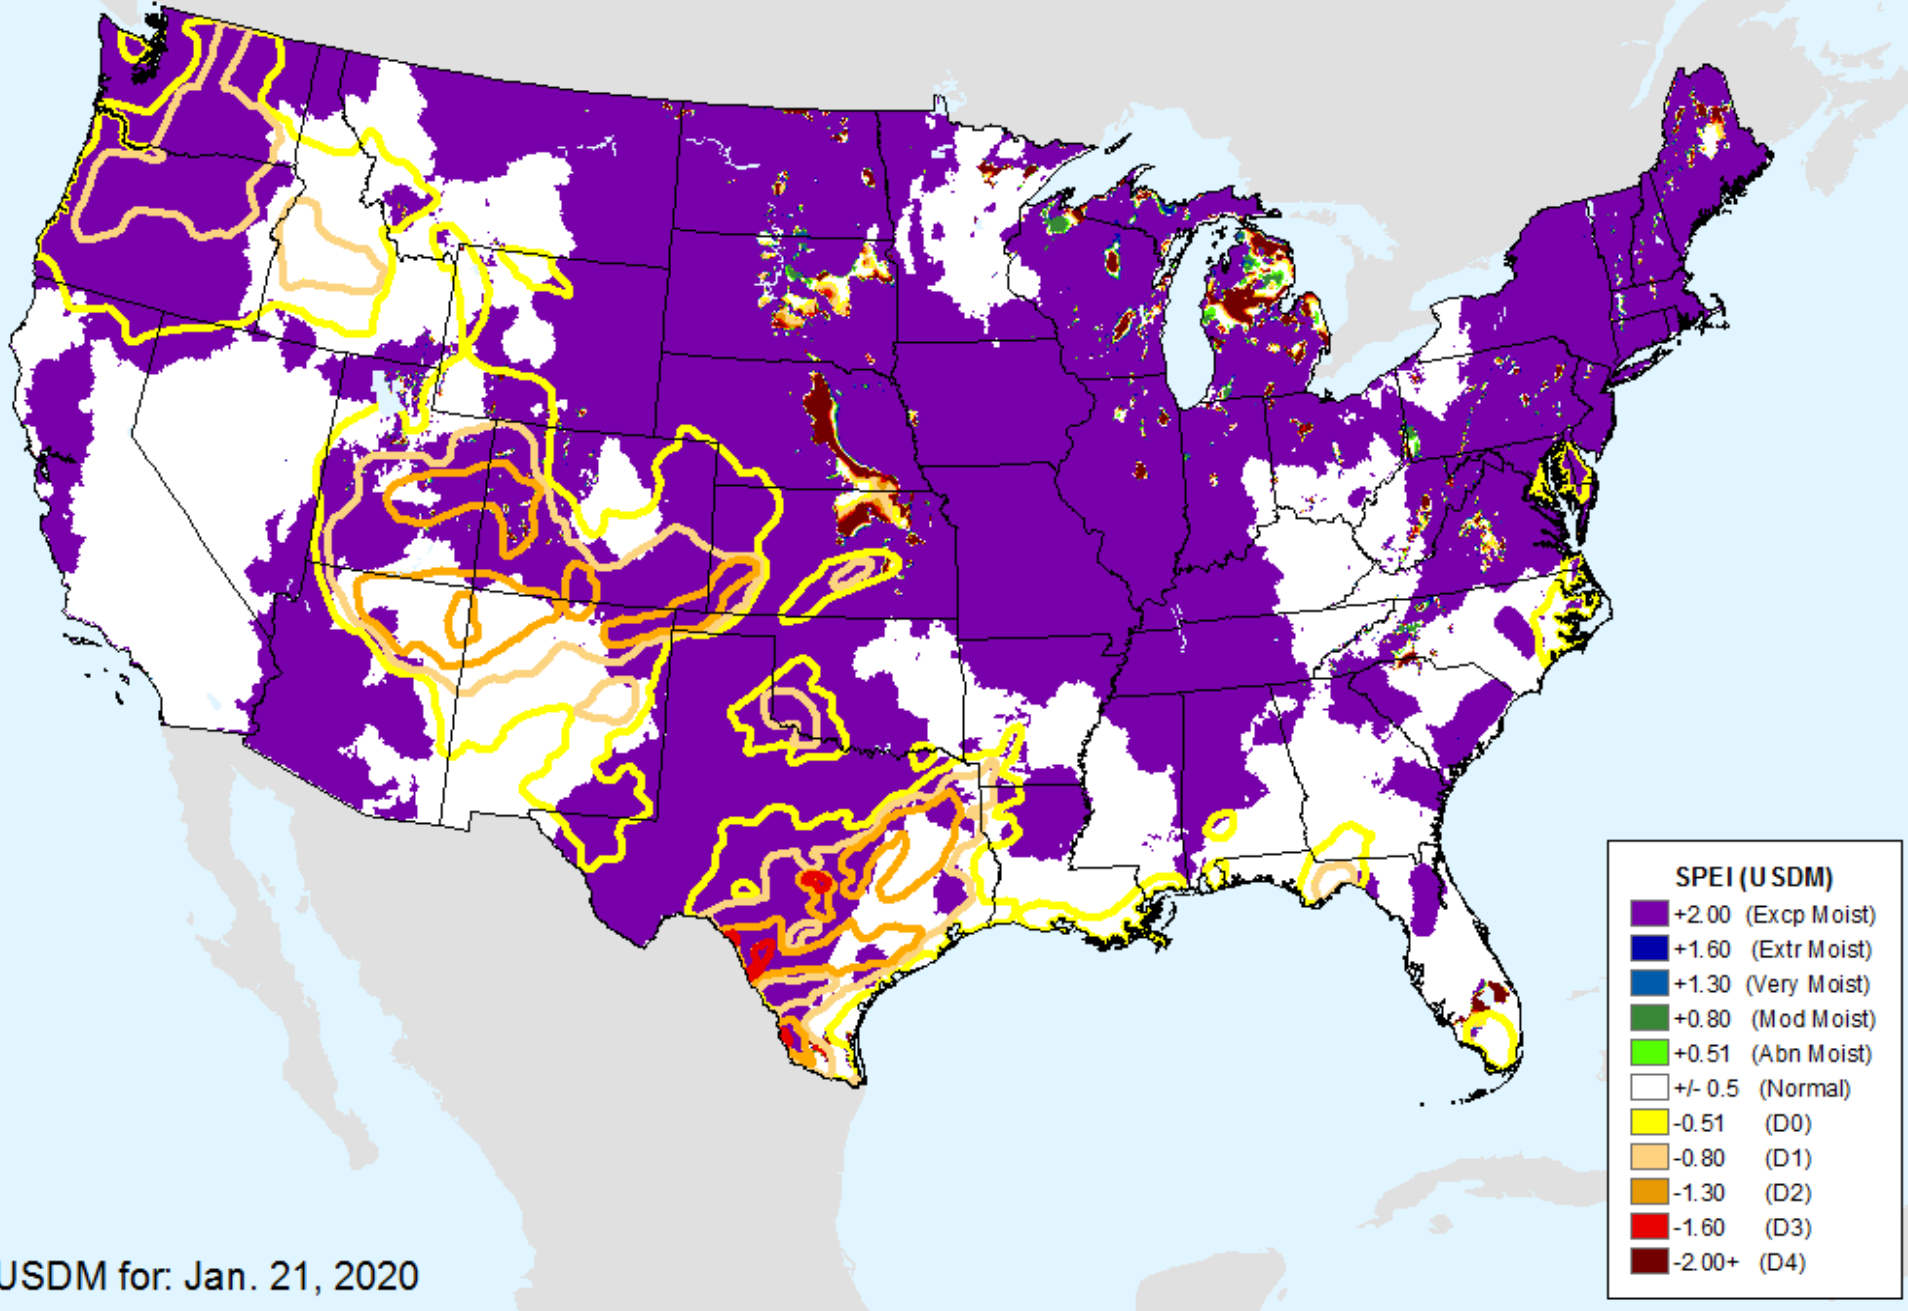 SPEI (USDM)
+2.00 (Excp Moist)
+1.60 (Extr Moist)
+1.30 (Very Moist)
+0.80 (Mod Moist)
+0.51 (Abn Moist)
+/- 0.5 (Normal)
-0.51 (D0)
-0.80 (D1)
-1.30 (D2)
-1.60 (D3)
-2.00+ (D4)
USDM for: Jan. 21, 2020